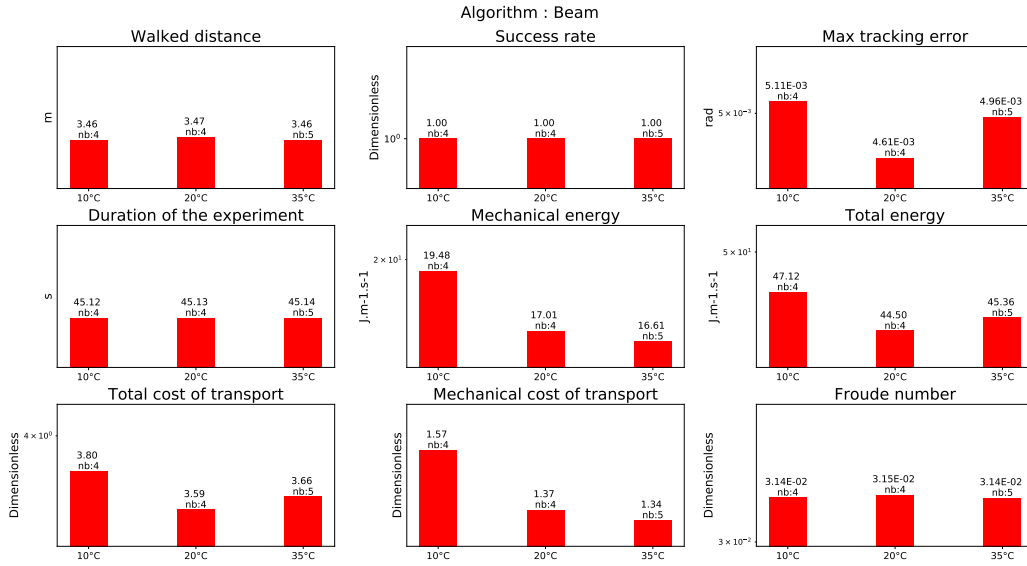 Algorithm : Beam
Walked distance
m
3.46
nb:4
3.47
nb:4
3.46
nb:5
10°C
20°C
35°C
Success rate
Dimensionless
10⁰
1.00
nb:4
1.00
nb:4
1.00
nb:5
10°C
20°C
35°C
Max tracking error
rad
5 × 10⁻³
5.11E-03
nb:4
4.61E-03
nb:4
4.96E-03
nb:5
10°C
20°C
35°C
Duration of the experiment
s
45.12
nb:4
45.13
nb:4
45.14
nb:5
10°C
20°C
35°C
Mechanical energy
J.m-1.s-1
2 × 10¹
19.48
nb:4
17.01
nb:4
16.61
nb:5
10°C
20°C
35°C
Total energy
J.m-1.s-1
5 × 10¹
47.12
nb:4
44.50
nb:4
45.36
nb:5
10°C
20°C
35°C
Total cost of transport
Dimensionless
4 × 10⁰
3.80
nb:4
3.59
nb:4
3.66
nb:5
10°C
20°C
35°C
Mechanical cost of transport
Dimensionless
1.57
nb:4
1.37
nb:4
1.34
nb:5
10°C
20°C
35°C
Froude number
Dimensionless
3 × 10⁻²
3.14E-02
nb:4
3.15E-02
nb:4
3.14E-02
nb:5
10°C
20°C
35°C